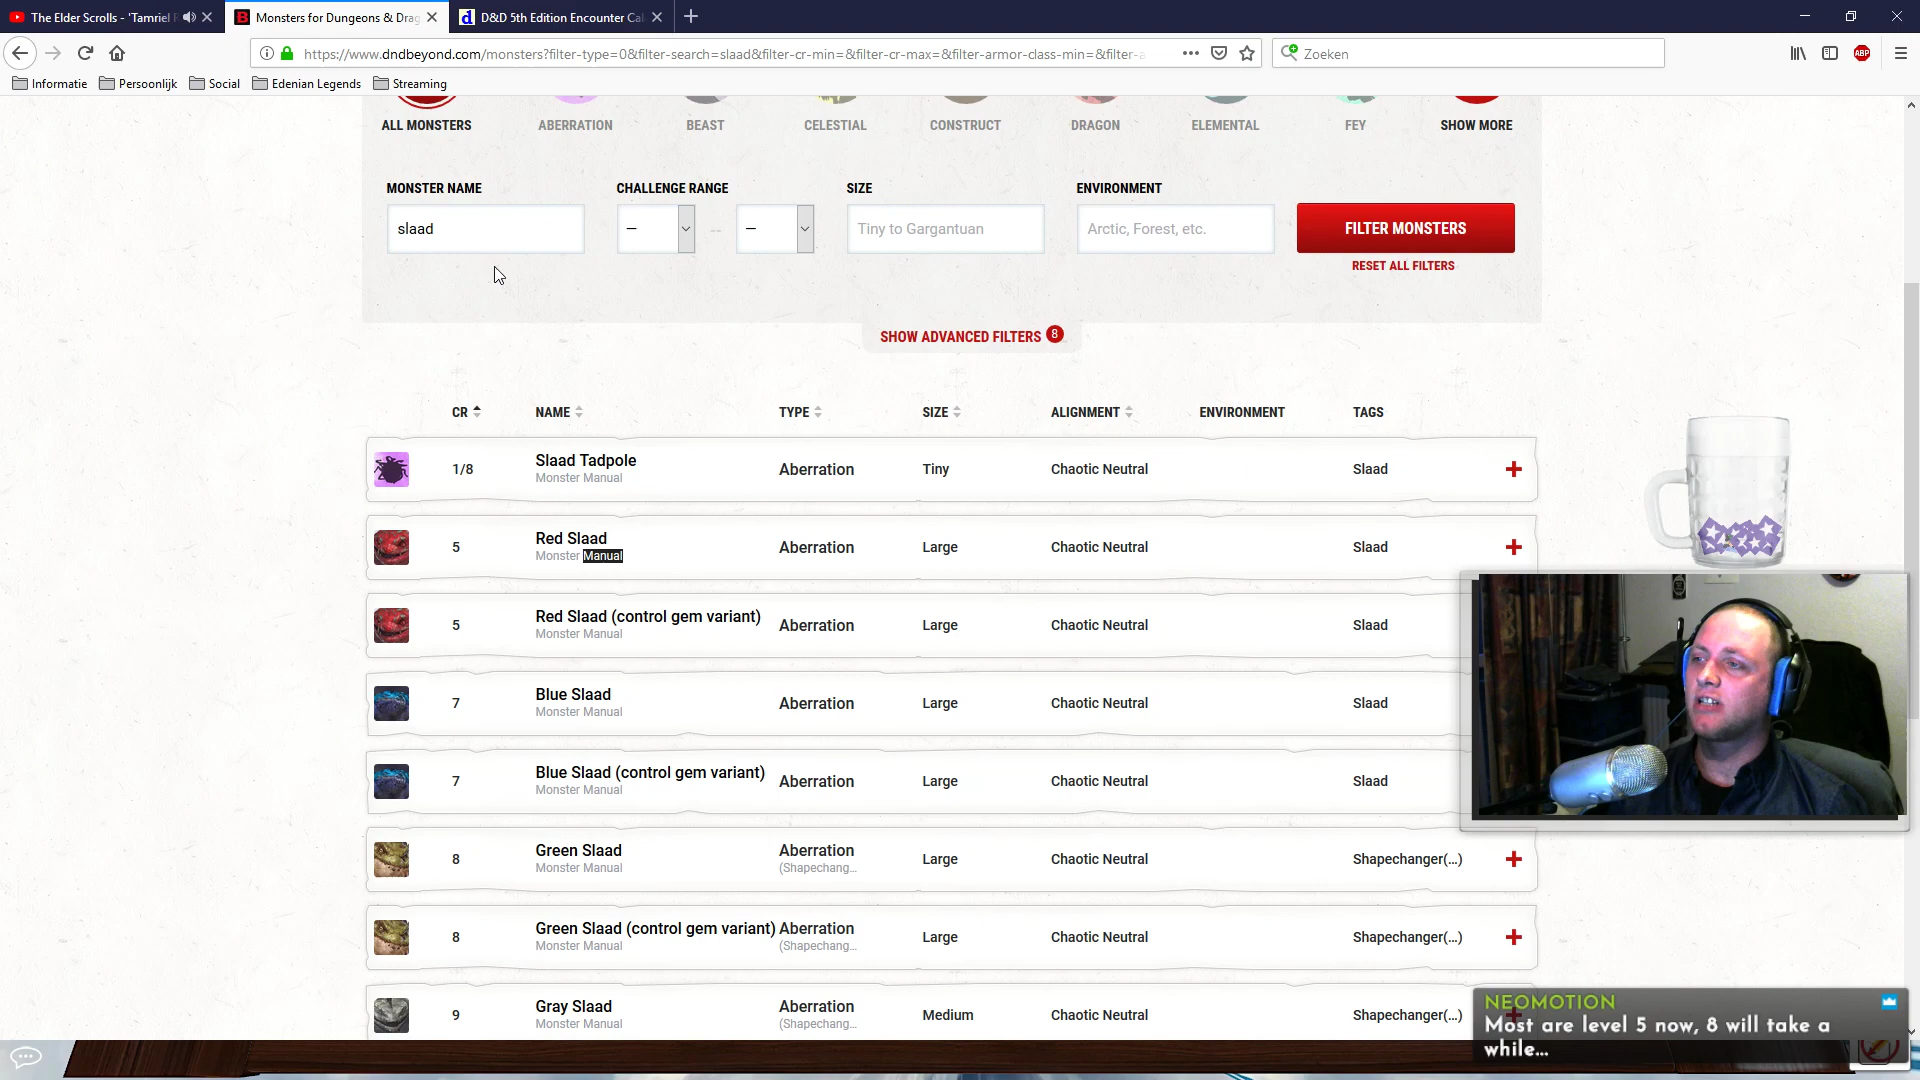 The Elder Scrolls - 'Tamriel R
Monsters for Dungeons & Drag
D&D 5th Edition Encounter Cal
https://www.dndbeyond.com/monsters?filter-type=0&filter-search=slaad&filter-cr-min=&filter-cr-max=&filter-armor-class-min=&filter-a
Zoeken
ABP
Informatie
Persoonlijk
Social
Edenian Legends
Streaming
ALL MONSTERS
ABERRATION
BEAST
CELESTIAL
CONSTRUCT
DRAGON
ELEMENTAL
FEY
SHOW MORE
MONSTER NAME
CHALLENGE RANGE
SIZE
ENVIRONMENT
slaad
—
--
—
Tiny to Gargantuan
Arctic, Forest, etc.
FILTER MONSTERS
RESET ALL FILTERS
SHOW ADVANCED FILTERS 8
CR NAME TYPE SIZE ALIGNMENT ENVIRONMENT TAGS
1/8 Slaad Tadpole Aberration Tiny Chaotic Neutral Slaad
Monster Manual
5 Red Slaad Aberration Large Chaotic Neutral Slaad
Monster Manual
5 Red Slaad (control gem variant) Aberration Large Chaotic Neutral Slaad
Monster Manual
7 Blue Slaad Aberration Large Chaotic Neutral Slaad
Monster Manual
7 Blue Slaad (control gem variant) Aberration Large Chaotic Neutral Slaad
Monster Manual
8 Green Slaad Aberration Large Chaotic Neutral Shapechanger(...)
Monster Manual (Shapechang...
8 Green Slaad (control gem variant) Aberration Large Chaotic Neutral Shapechanger(...)
Monster Manual (Shapechang...
9 Gray Slaad Aberration Medium Chaotic Neutral Shapechanger(...)
Monster Manual (Shapechang...
NEOMOTION
Most are level 5 now, 8 will take a
while...